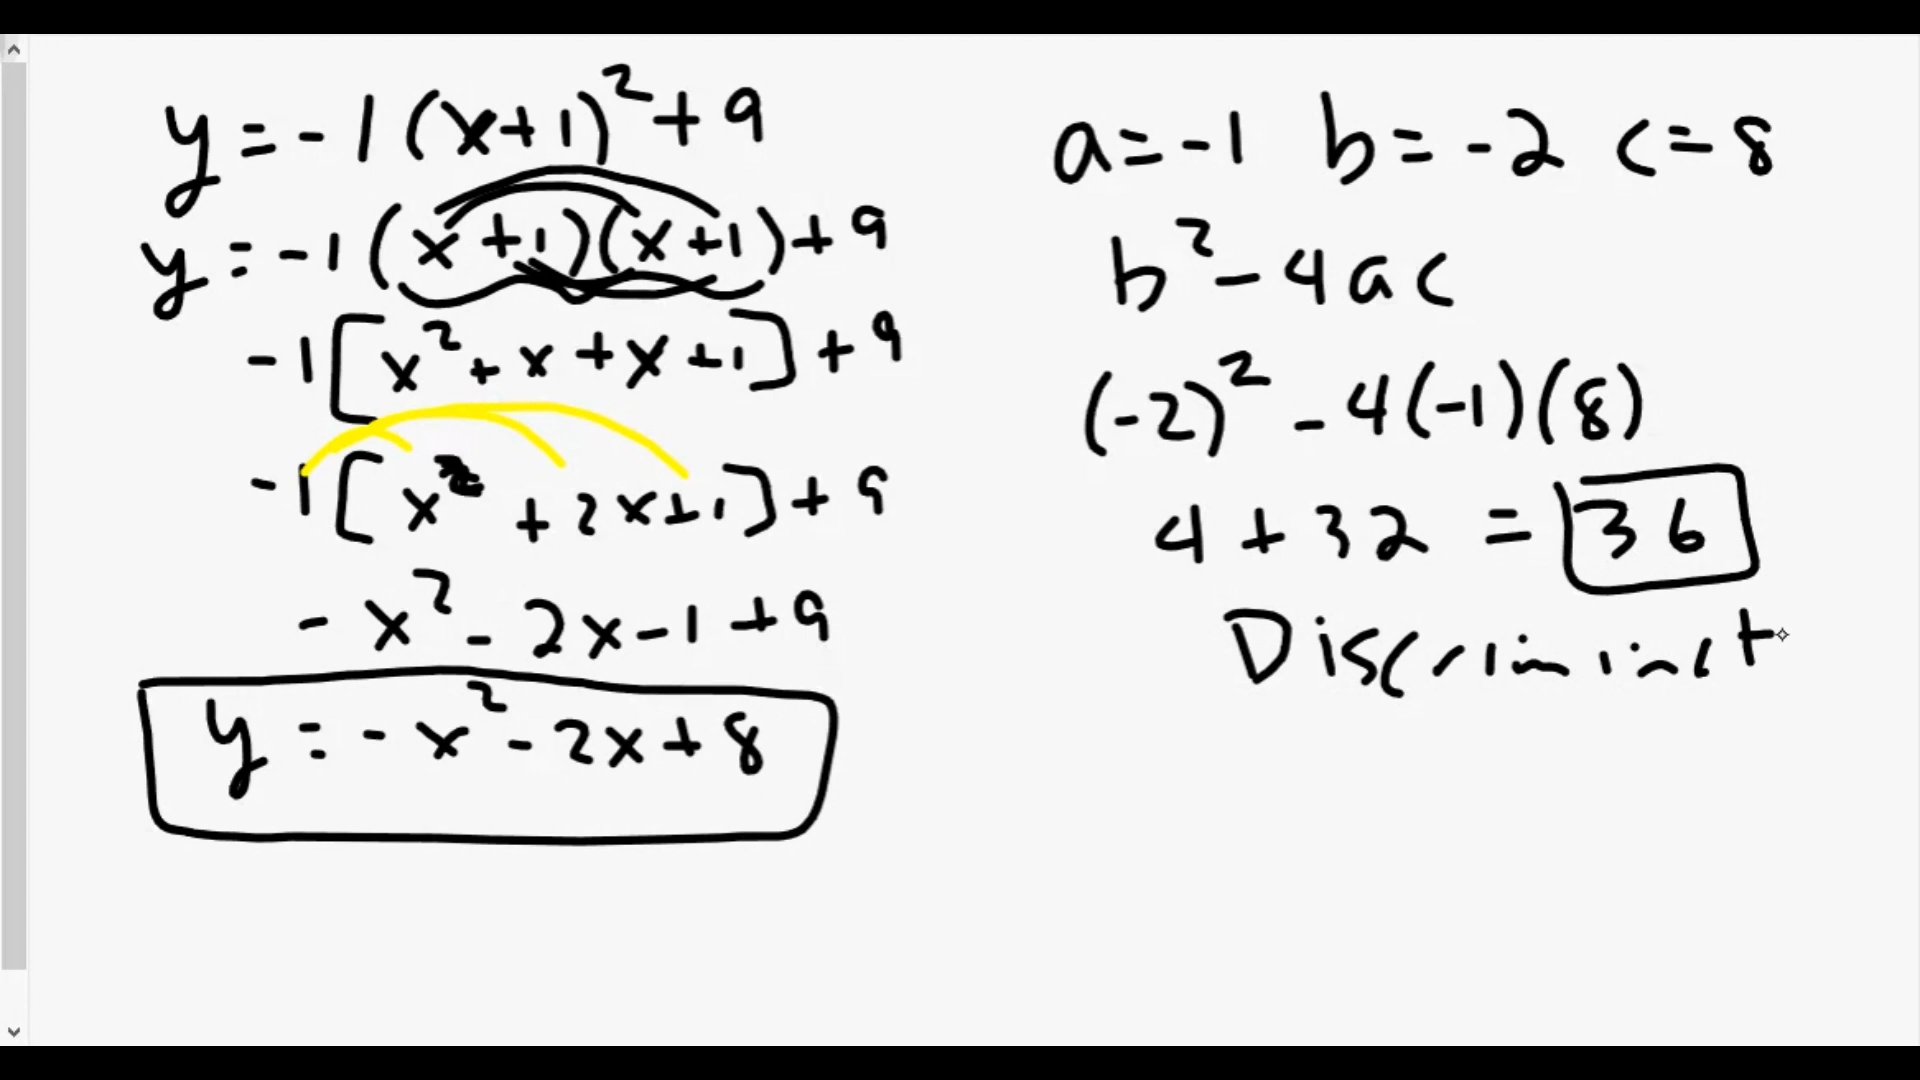 y = -1(x+1)² + 9
y = -1(x+1)(x+1) + 9
-1[x² + x + x + 1] + 9
-1[x² + 2x + 1] + 9
- x² - 2x - 1 + 9
y = - x² - 2x + 8
a = -1 b = -2 c = 8
b² - 4ac
(-2)² - 4(-1)(8)
4 + 32 = 36